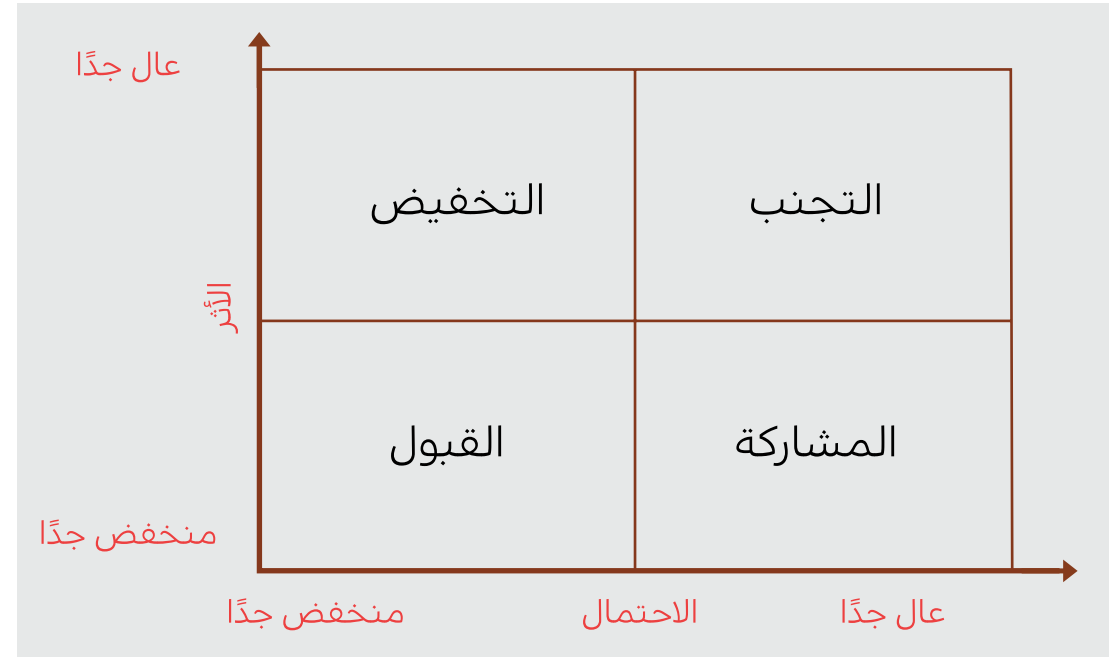 عال جدًا
التجنب
التخفيض
الأثر
المشاركة
القبول
منخفض جدًا
منخفض جدًا
الاحتمال
عال جدًا